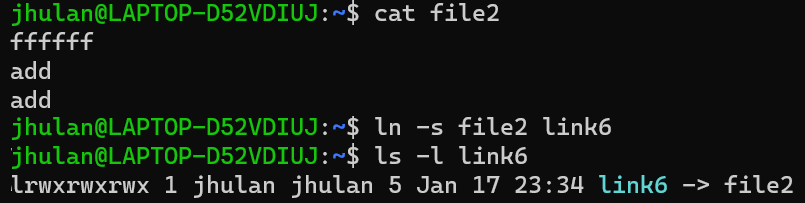 jhulan@LAPTOP-D52VDIUJ:~$ cat file2
ffffff
add
add
jhulan@LAPTOP-D52VDIUJ:~$ ln -s file2 link6
jhulan@LAPTOP-D52VDIUJ:~$ ls -l link6
lrwxrwxrwx 1 jhulan jhulan 5 Jan 17 23:34 link6 -> file2